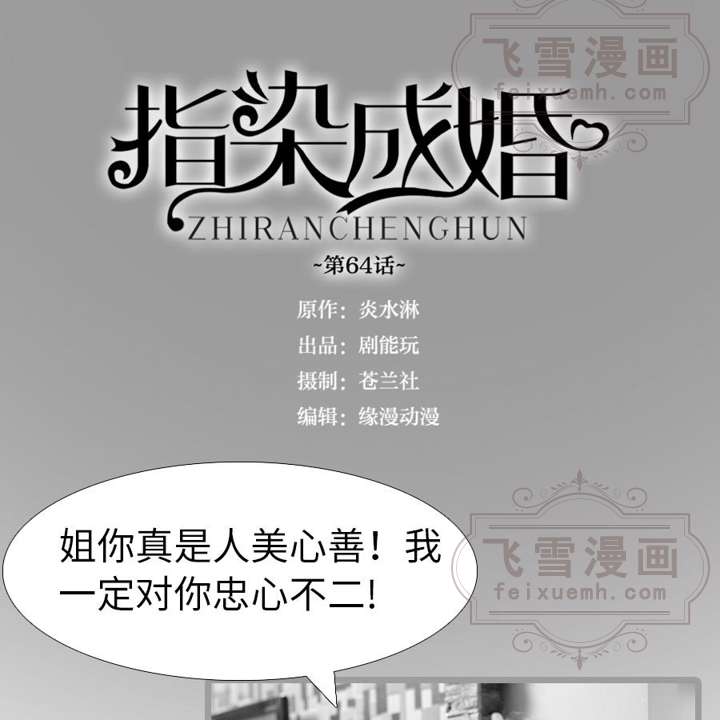 飞雪漫画
feixuemh.com
指染成婚
ZHIRANCHENGHUN
~第64话~
原作：炎水淋
出品：剧能玩
摄制：苍兰社
编辑：缘漫动漫
姐你真是人美心善！我
一定对你忠心不二!
飞雪漫画
feixuemh.com